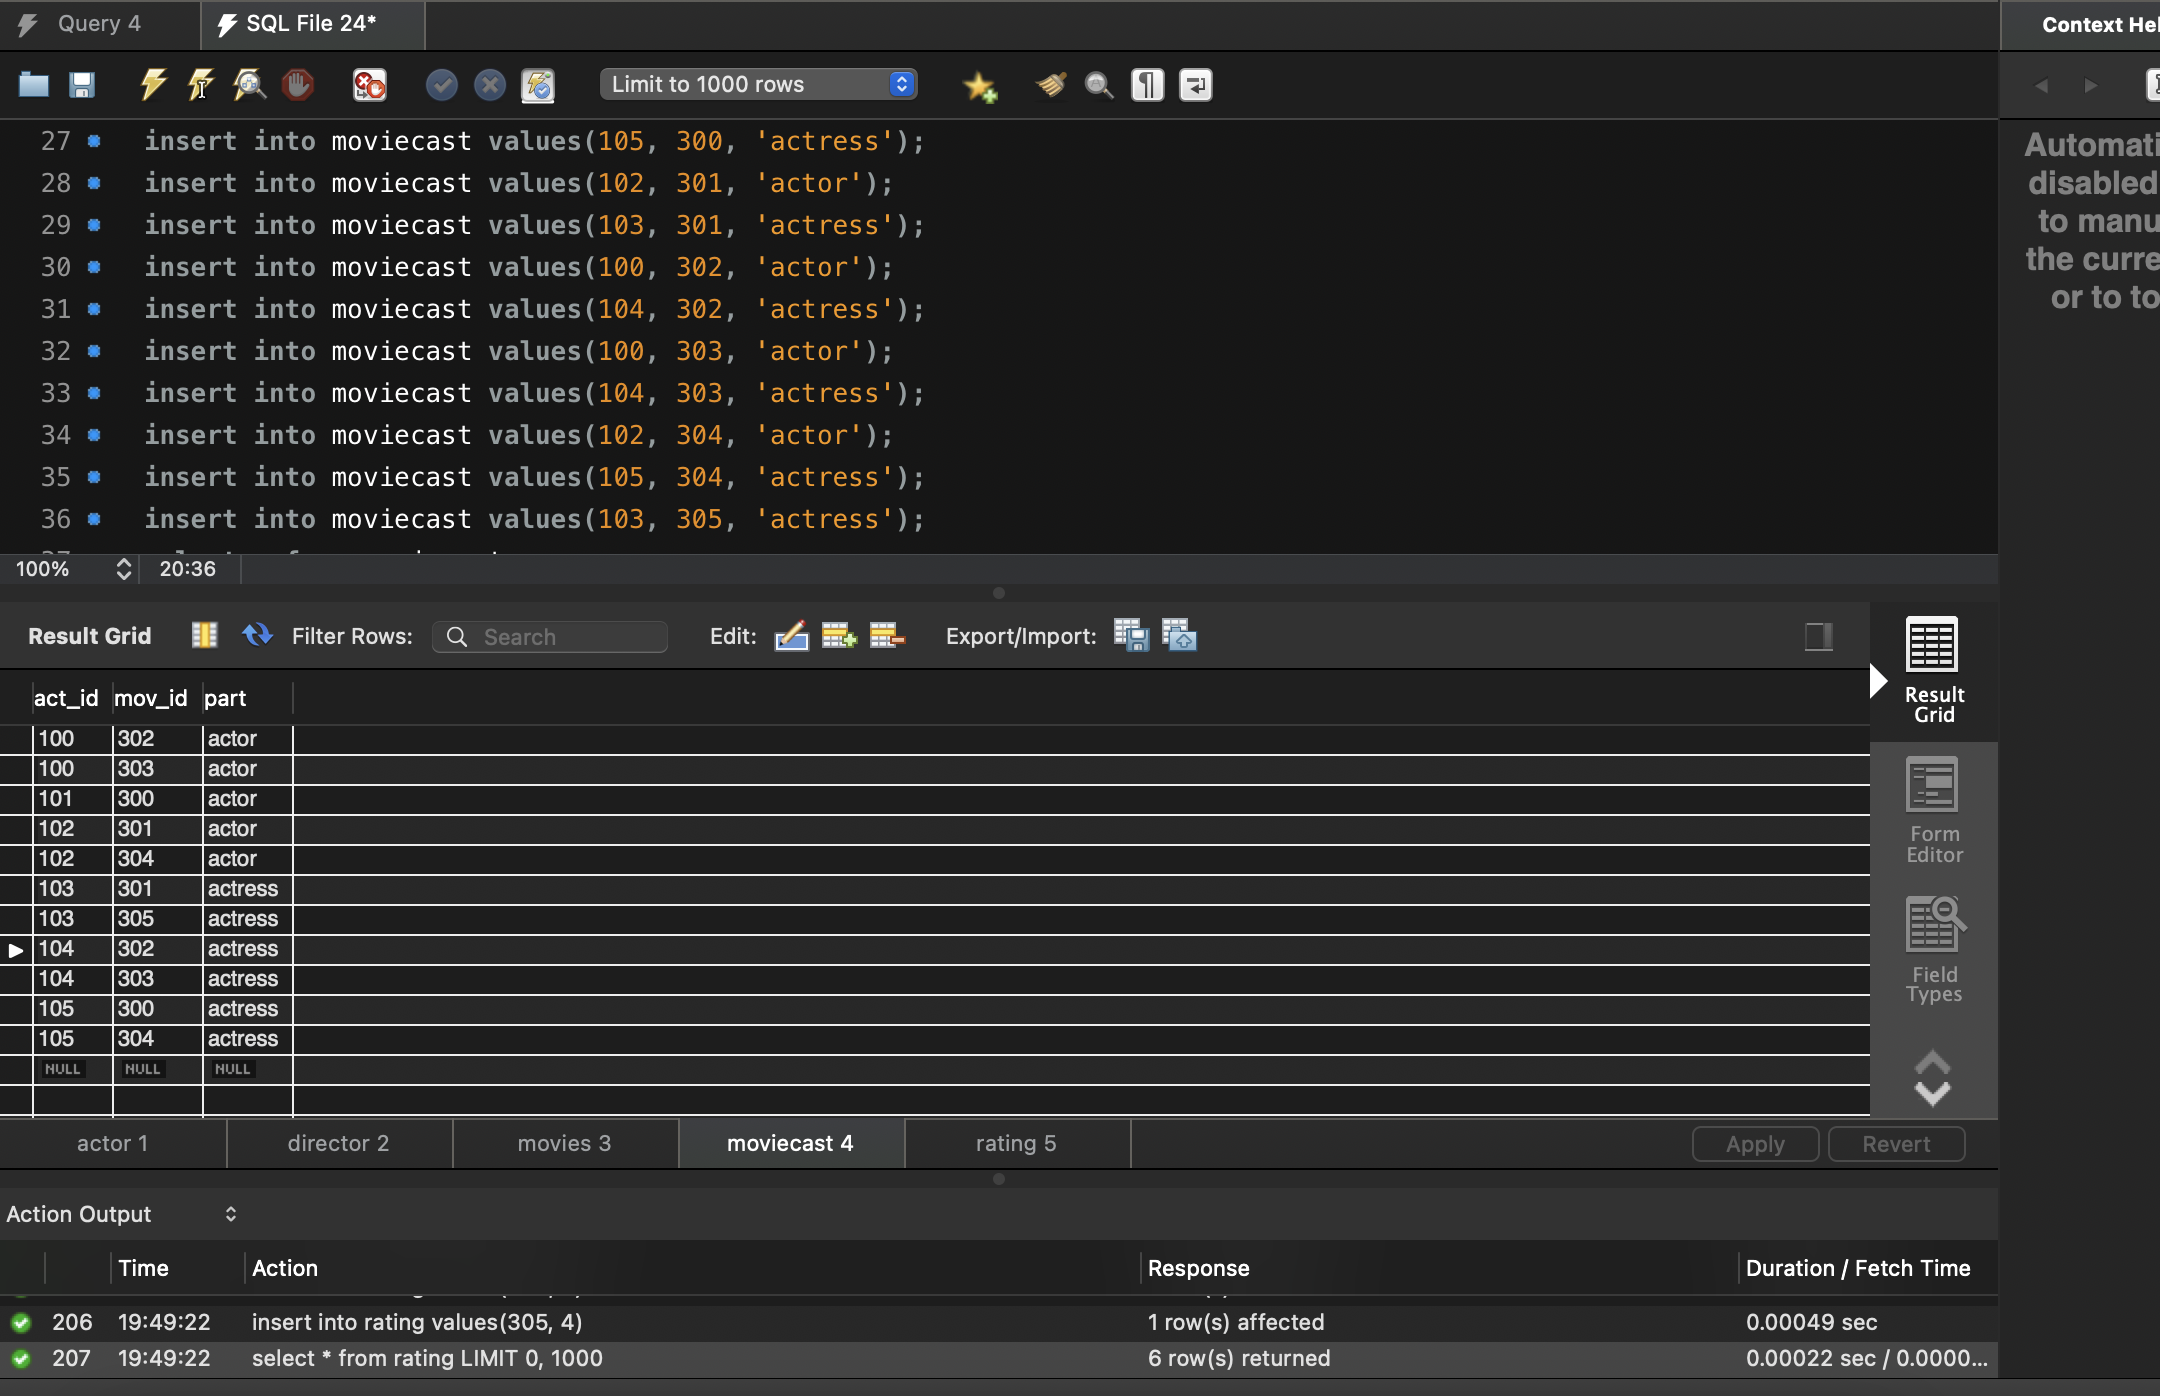 Query 4
SQL File 24*
Context Hel
Limit to 1000 rows
Automati
disabled
to manu
the curre
or to to
27 insert into moviecast values(105, 300, 'actress');
28 insert into moviecast values(102, 301, 'actor');
29 insert into moviecast values(103, 301, 'actress');
30 insert into moviecast values(100, 302, 'actor');
31 insert into moviecast values(104, 302, 'actress');
32 insert into moviecast values(100, 303, 'actor');
33 insert into moviecast values(104, 303, 'actress');
34 insert into moviecast values(102, 304, 'actor');
35 insert into moviecast values(105, 304, 'actress');
36 insert into moviecast values(103, 305, 'actress');
100% 20:36
Result Grid Filter Rows: Search Edit: Export/Import:
act_id mov_id part
100 302 actor
100 303 actor
101 300 actor
102 301 actor
102 304 actor
103 301 actress
103 305 actress
104 302 actress
104 303 actress
105 300 actress
105 304 actress
NULL NULL NULL
Result
Grid
Form
Editor
Field
Types
actor 1 director 2 movies 3 moviecast 4 rating 5 Apply Revert
Action Output
Time Action Response Duration / Fetch Time
206 19:49:22 insert into rating values(305, 4) 1 row(s) affected 0.00049 sec
207 19:49:22 select * from rating LIMIT 0, 1000 6 row(s) returned 0.00022 sec / 0.0000...